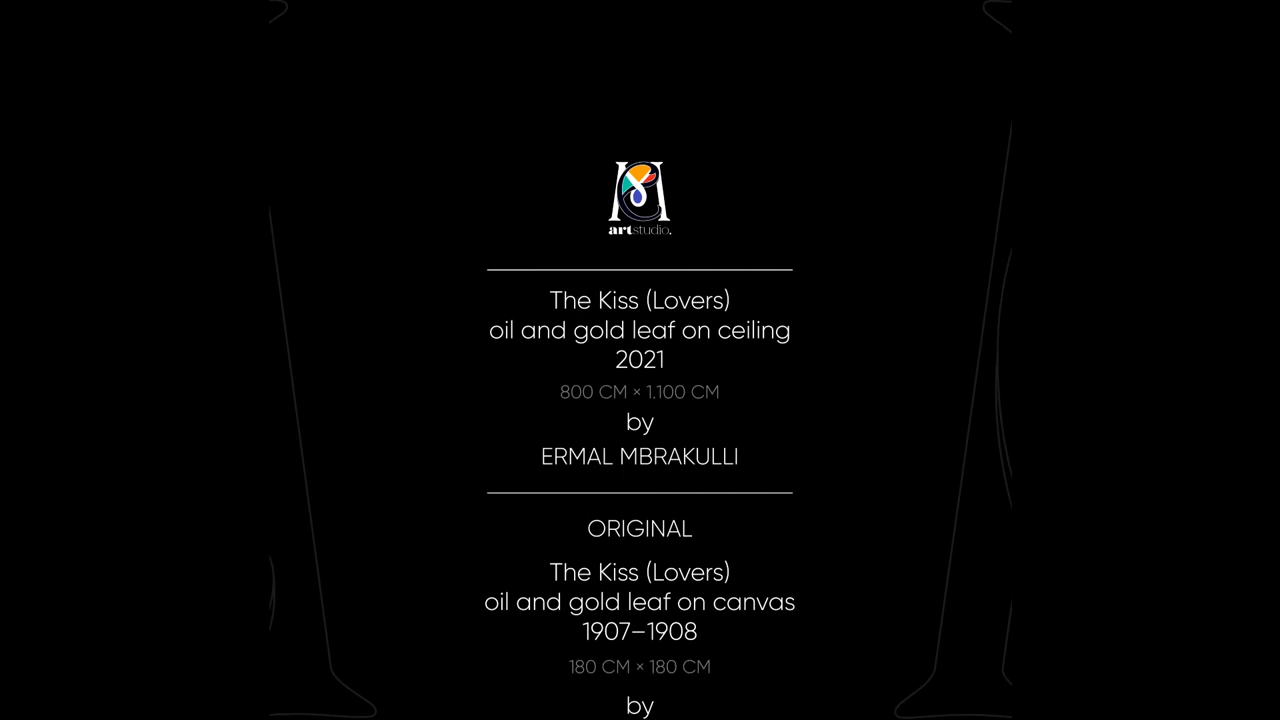 artstudio.
The Kiss (Lovers)
oil and gold leaf on ceiling
2021
800 CM × 1.100 CM
by
ERMAL MBRAKULLI
ORIGINAL
The Kiss (Lovers)
oil and gold leaf on canvas
1907–1908
180 CM × 180 CM
by